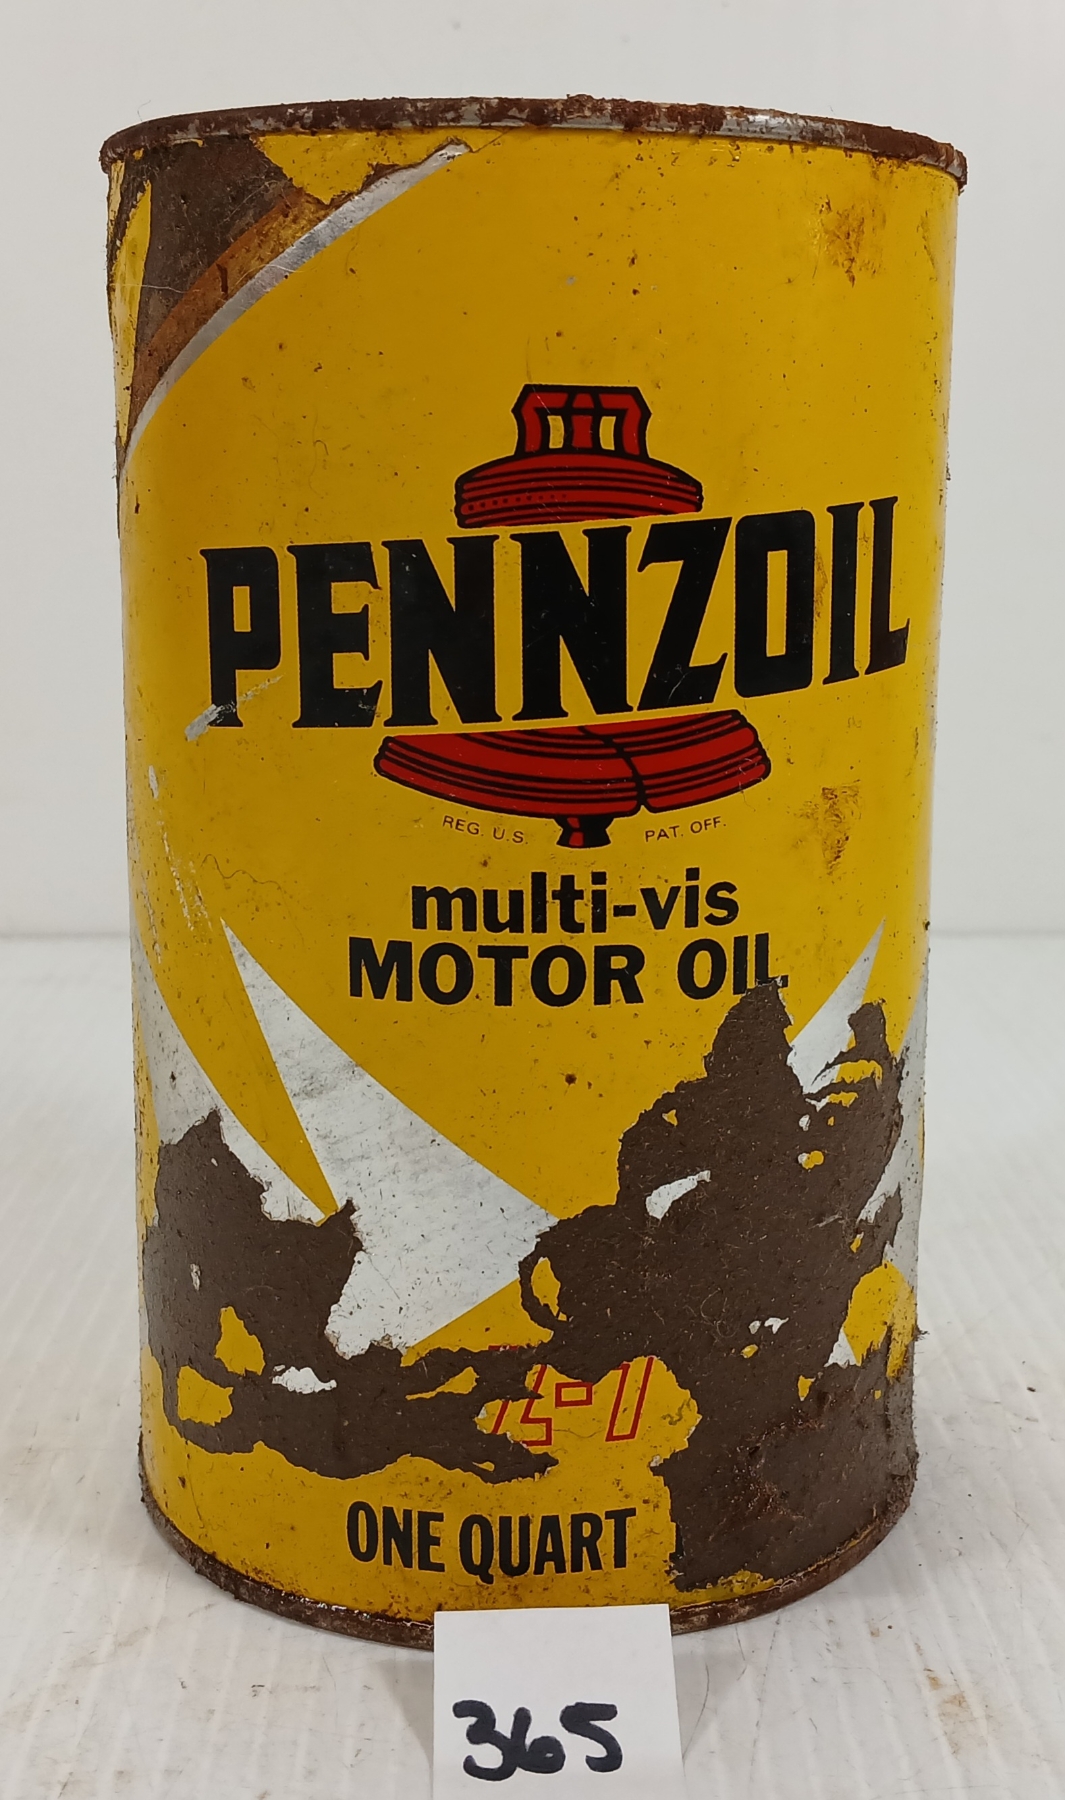 PENNZOIL
REG. U.S. PAT. OFF.
multi-vis
MOTOR OIL
ONE QUART
365